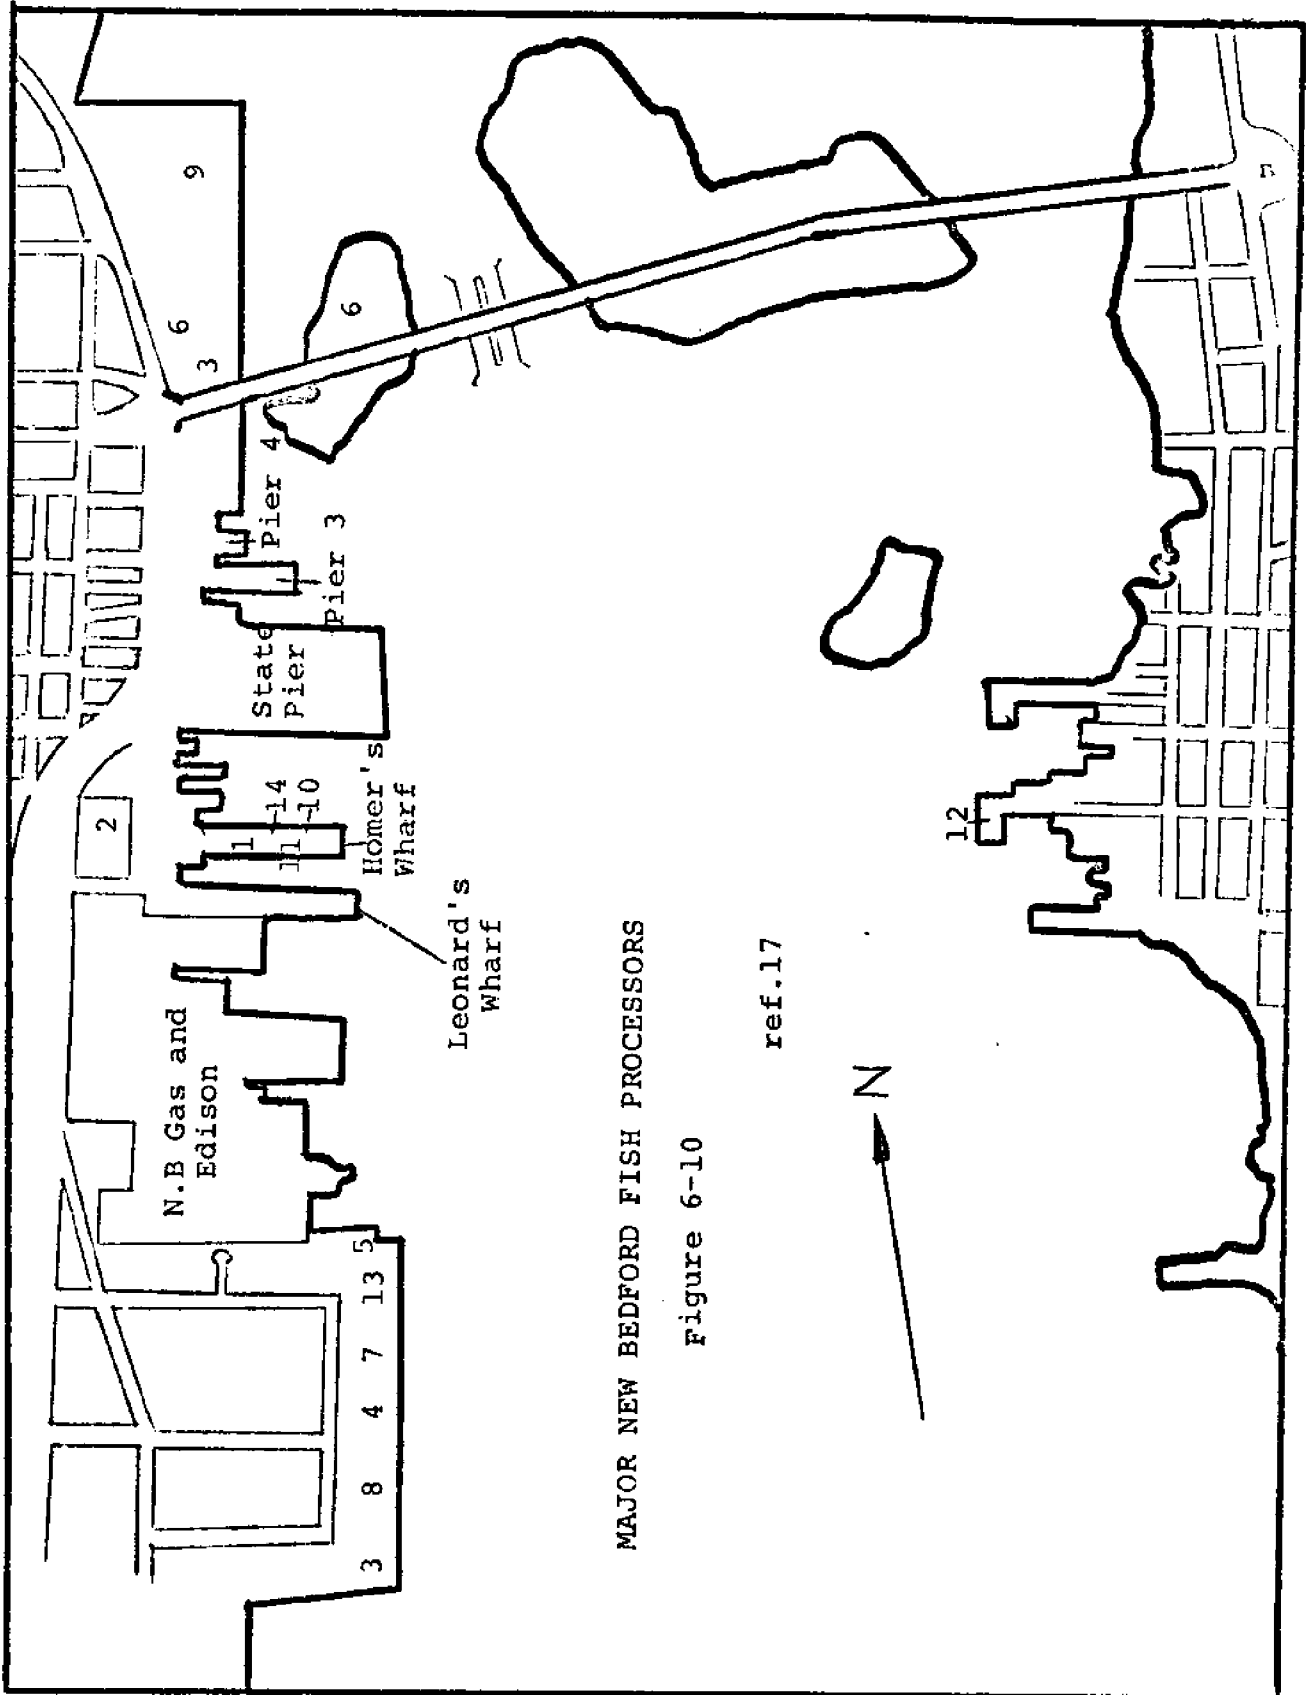 9
6
3
6
Pier 4
Pier 3
State
Pier
2
1
14
11
10
Homer's
Wharf
Leonard's
Wharf
N.B Gas and
Edison
5
13
7
4
8
3
12
MAJOR NEW BEDFORD FISH PROCESSORS
Figure 6-10
ref.17
N